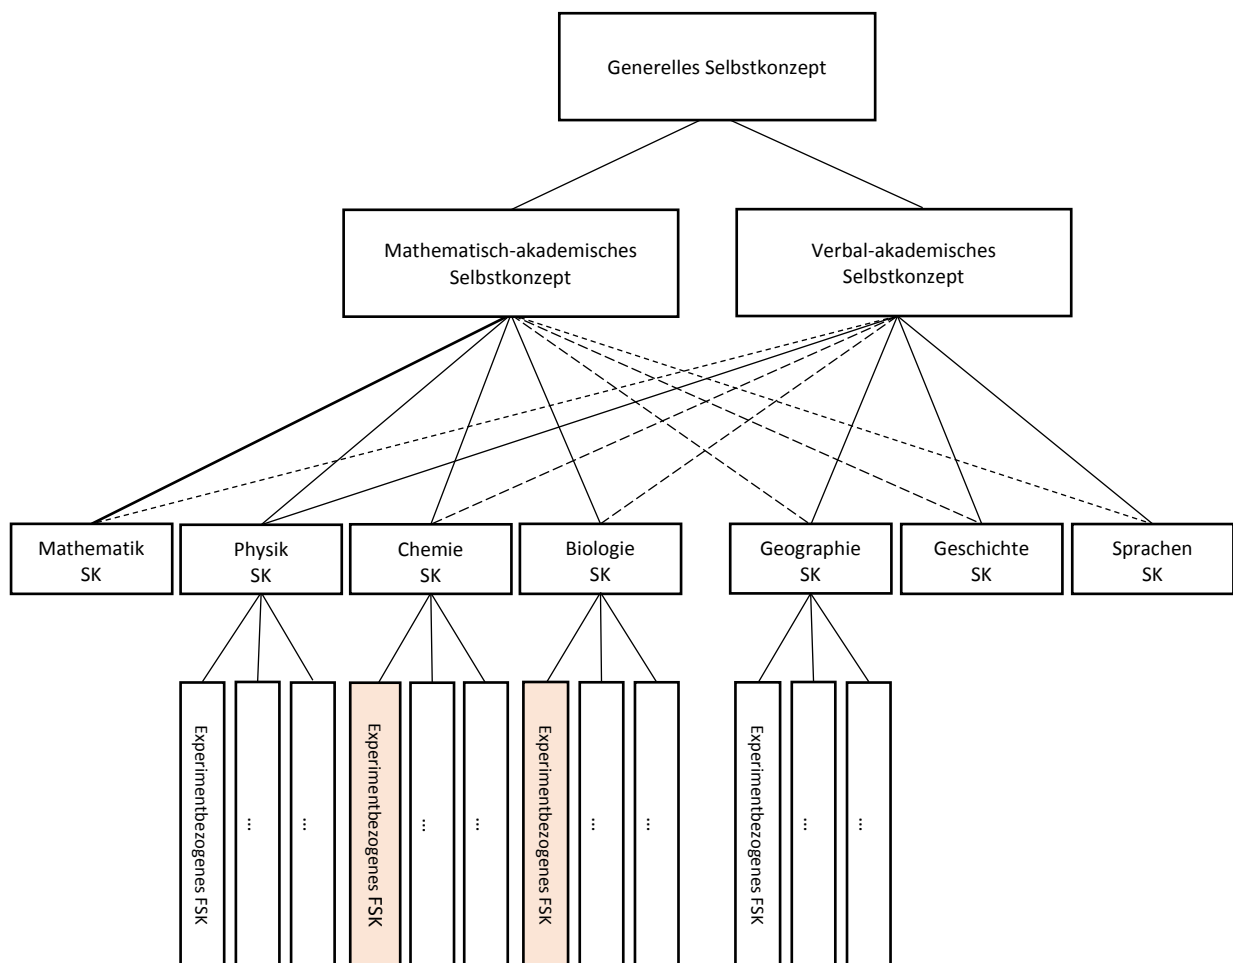 Generelles Selbstkonzept
Mathematisch-akademisches
Selbstkonzept
Verbal-akademisches
Selbstkonzept
Mathematik
SK
Physik
SK
Chemie
SK
Biologie
SK
Geographie
SK
Geschichte
SK
Sprachen
SK
Experimentbezogenes FSK
...
...
Experimentbezogenes FSK
...
...
Experimentbezogenes FSK
...
...
Experimentbezogenes FSK
...
...